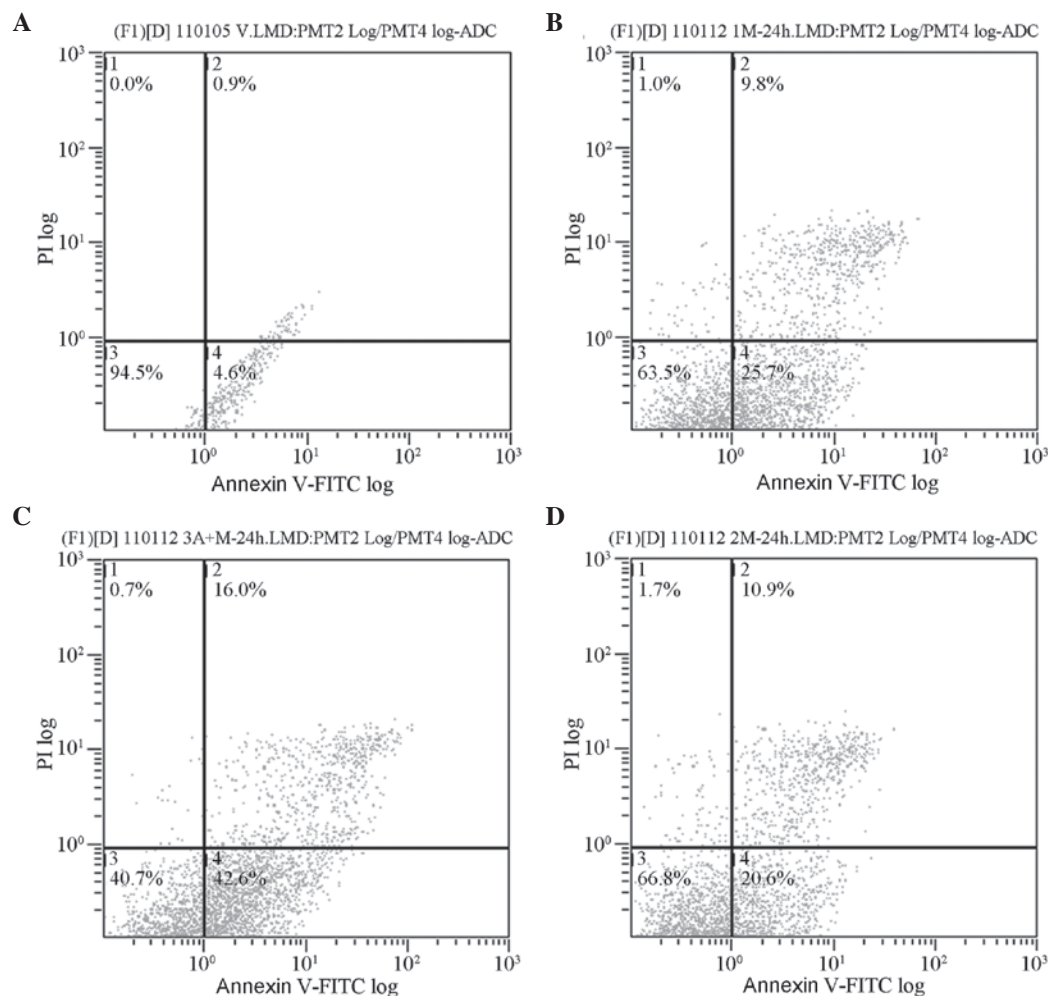 A
(F1)[D] 110105 V.LMD:PMT2 Log/PMT4 log-ADC
10³
1
0.0%
2
0.9%
10²
PI log
10¹
10⁰
3
94.5%
4
4.6%
10⁰ 10¹ 10² 10³
Annexin V-FITC log
B
(F1)[D] 110112 1M-24h.LMD:PMT2 Log/PMT4 log-ADC
10³
1
1.0%
2
9.8%
10²
PI log
10¹
10⁰
3
63.5%
4
25.7%
10⁰ 10¹ 10² 10³
Annexin V-FITC log
C
(F1)[D] 110112 3A+M-24h.LMD:PMT2 Log/PMT4 log-ADC
10³
1
0.7%
2
16.0%
10²
PI log
10¹
10⁰
3
40.7%
4
42.6%
10⁰ 10¹ 10² 10³
Annexin V-FITC log
D
(F1)[D] 110112 2M-24h.LMD:PMT2 Log/PMT4 log-ADC
10³
1
1.7%
2
10.9%
10²
PI log
10¹
10⁰
3
66.8%
4
20.6%
10⁰ 10¹ 10² 10³
Annexin V-FITC log